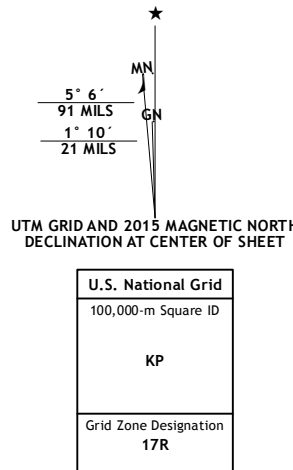 ★
MN
5° 6´
91 MILS
GN
1° 10´
21 MILS
UTM GRID AND 2015 MAGNETIC NORTH
DECLINATION AT CENTER OF SHEET
U.S. National Grid
100,000-m Square ID
KP
Grid Zone Designation
17R